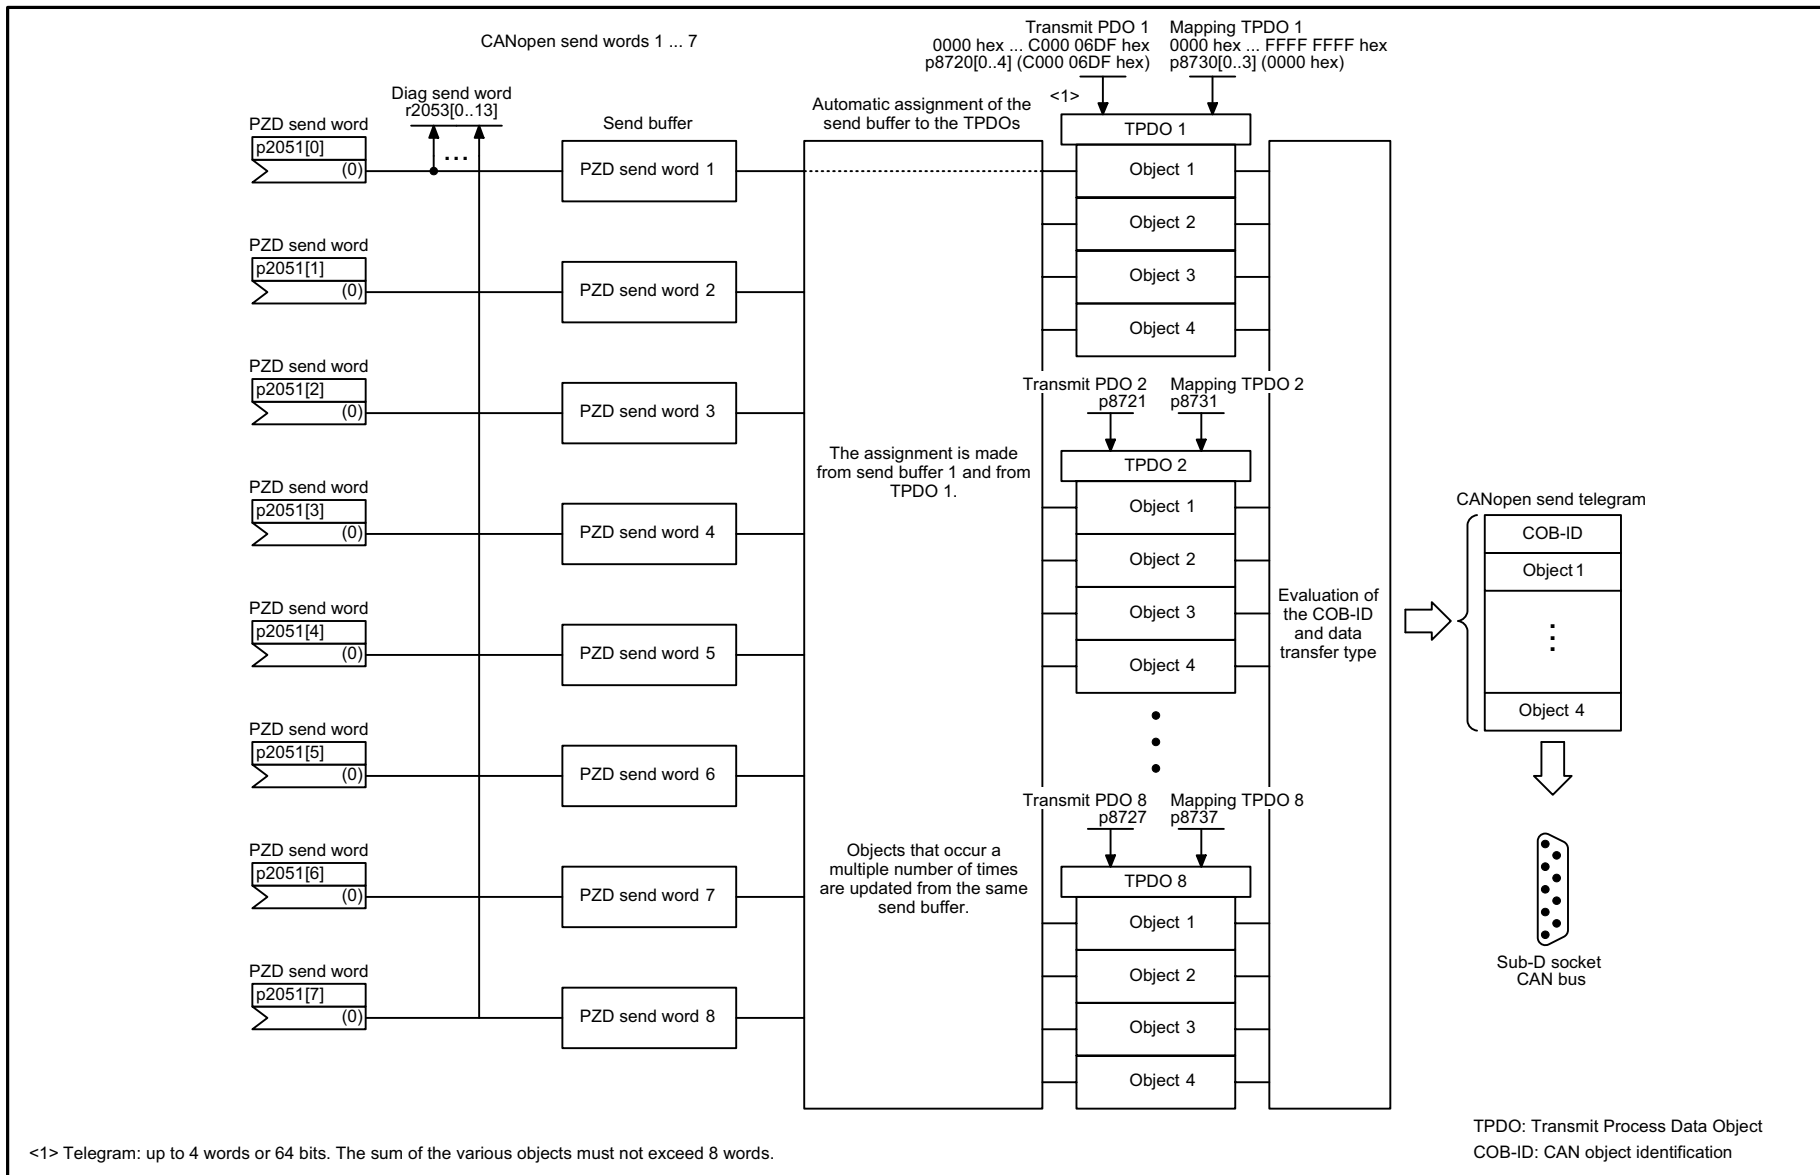 CANopen send words 1 ... 7
Transmit PDO 1
0000 hex ... C000 06DF hex
p8720[0..4] (C000 06DF hex)
Mapping TPDO 1
0000 hex ... FFFF FFFF hex
p8730[0..3] (0000 hex)
<1>
Diag send word
r2053[0..13]
...
Send buffer
Automatic assignment of the
send buffer to the TPDOs
PZD send word
p2051[0]
(0)
PZD send word 1
PZD send word
p2051[1]
(0)
PZD send word 2
PZD send word
p2051[2]
(0)
PZD send word 3
PZD send word
p2051[3]
(0)
PZD send word 4
PZD send word
p2051[4]
(0)
PZD send word 5
PZD send word
p2051[5]
(0)
PZD send word 6
PZD send word
p2051[6]
(0)
PZD send word 7
PZD send word
p2051[7]
(0)
PZD send word 8
The assignment is made
from send buffer 1 and from
TPDO 1.
Objects that occur a
multiple number of times
are updated from the same
send buffer.
TPDO 1
Object 1
Object 2
Object 3
Object 4
Transmit PDO 2
p8721
Mapping TPDO 2
p8731
TPDO 2
Object 1
Object 2
Object 3
Object 4
Transmit PDO 8
p8727
Mapping TPDO 8
p8737
TPDO 8
Object 1
Object 2
Object 3
Object 4
Evaluation of
the COB-ID
and data
transfer type
CANopen send telegram
COB-ID
Object 1
Object 4
Sub-D socket
CAN bus
TPDO: Transmit Process Data Object
COB-ID: CAN object identification
<1> Telegram: up to 4 words or 64 bits. The sum of the various objects must not exceed 8 words.